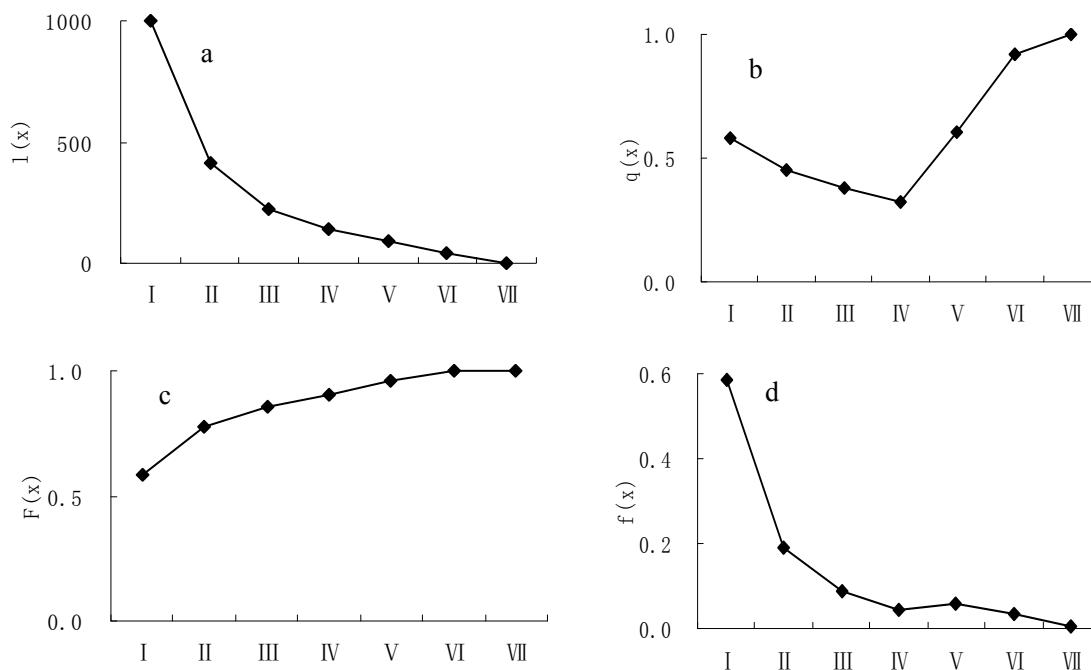 1000
500
0
l(x)
a
I II III IV V VI VII
1.0
0.5
0.0
q(x)
b
I II III IV V VI VII
1.0
0.5
0.0
F(x)
c
I II III IV V VI VII
0.6
0.4
0.2
0.0
f(x)
d
I II III IV V VI VII